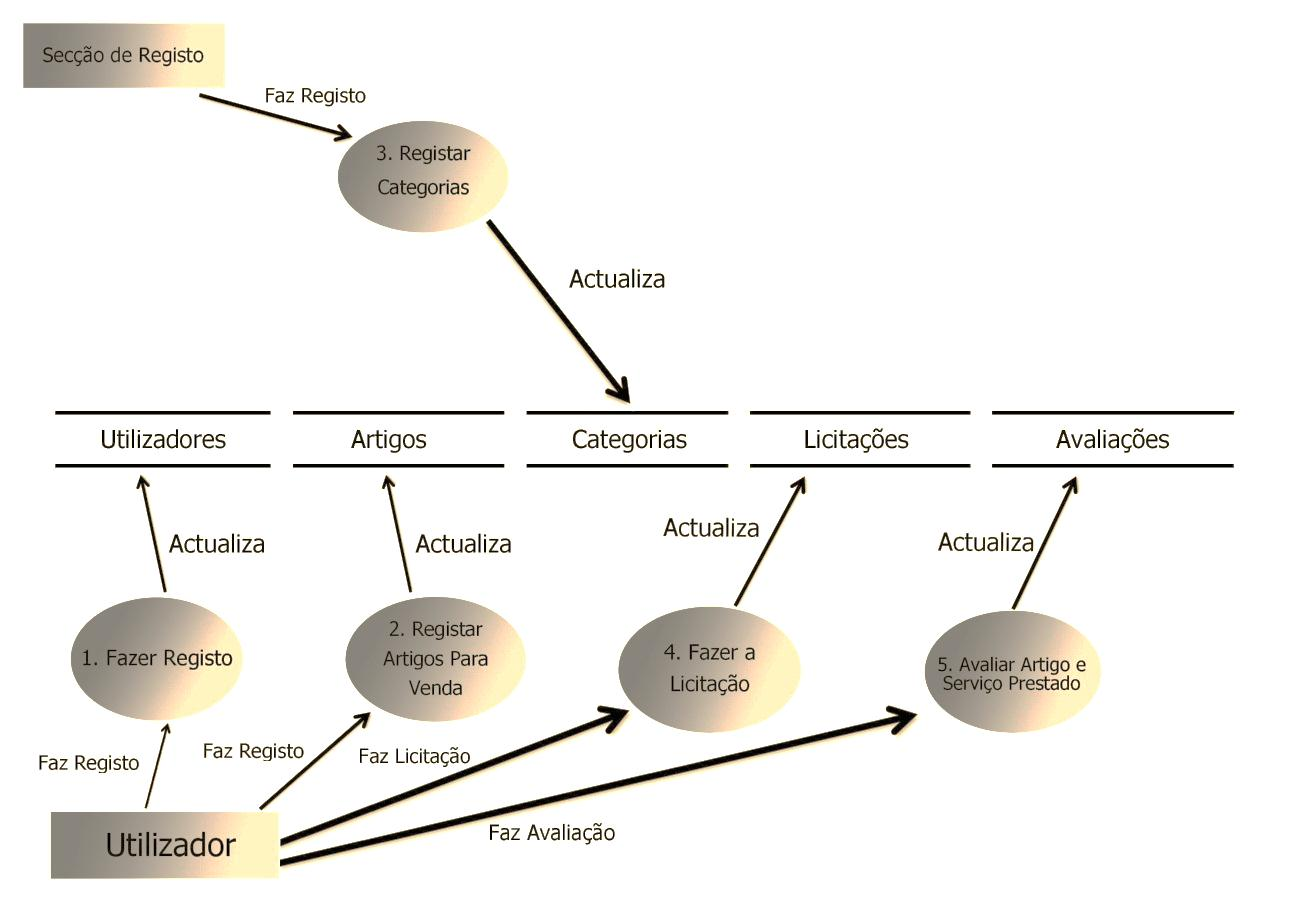 Secção de Registo
Faz Registo
3. Registar
Categorias
Actualiza
Utilizadores
Artigos
Categorias
Licitações
Avaliações
Actualiza
Actualiza
Actualiza
Actualiza
1. Fazer Registo
2. Registar
Artigos Para
Venda
4. Fazer a
Licitação
5. Avaliar Artigo e
Serviço Prestado
Faz Registo
Faz Registo
Faz Licitação
Faz Avaliação
Utilizador